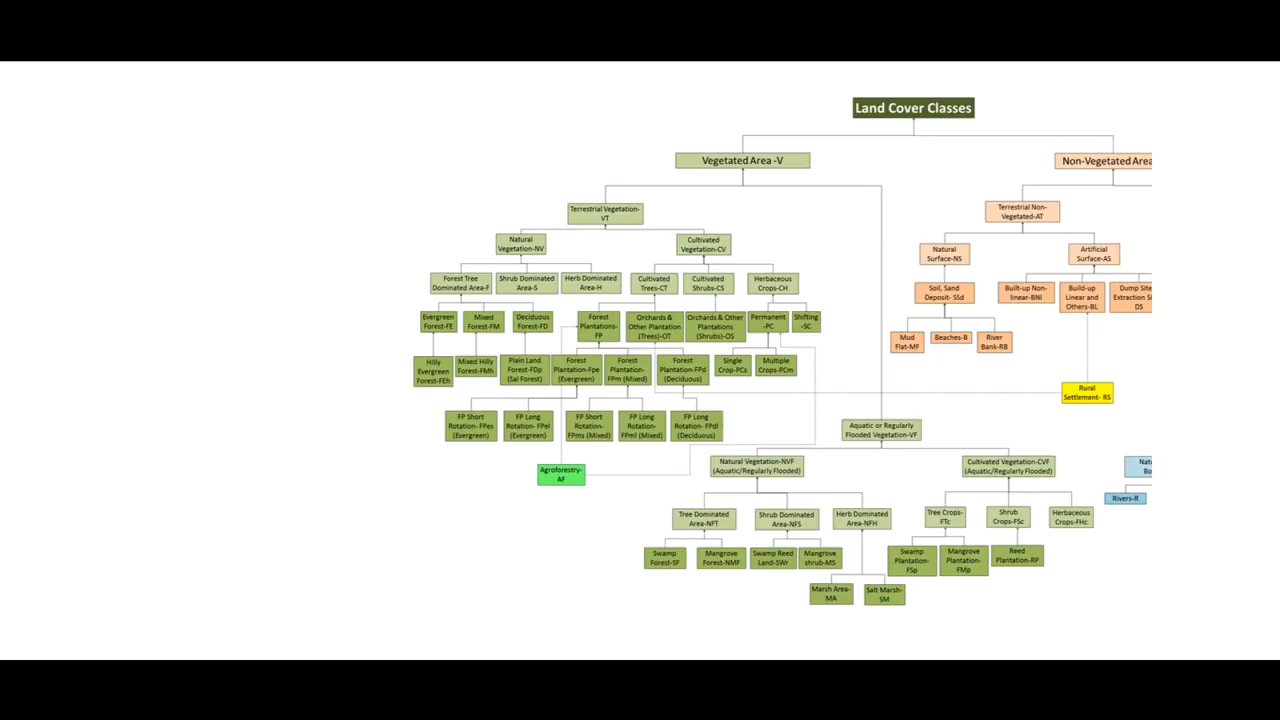 Land Cover Classes
Vegetated Area -V
Non-Vegetated Area
Terrestrial Vegetation-
VT
Terrestrial Non-
Vegetated-AT
Natural
Vegetation-NV
Cultivated
Vegetation-CV
Natural
Surface-NS
Artificial
Surface-AS
Forest Tree
Dominated Area-F
Shrub Dominated
Area-S
Herb Dominated
Area-H
Cultivated
Trees-CT
Cultivated
Shrubs-CS
Herbaceous
Crops-CH
Soil, Sand
Deposit- SSd
Built-up Non-
linear-BNl
Build-up
Linear and
Others-BL
Dump Site
Extraction Si
DS
Evergreen
Forest-FE
Mixed
Forest-FM
Deciduous
Forest-FD
Forest
Plantations-
FP
Orchards &
Other Plantation
(Trees)-OT
Orchards & Other
Plantations
(Shrubs)-OS
Permanent
-PC
Shifting
-SC
Mud
Flat-MF
Beaches-B
River
Bank-RB
Hilly
Evergreen
Forest-FEh
Mixed Hilly
Forest-FMh
Plain Land
Forest-FDp
(Sal Forest)
Forest
Plantation-Fpe
(Evergreen)
Forest
Plantation-
FPm (Mixed)
Forest
Plantation-FPd
(Deciduous)
Single
Crop-PCs
Multiple
Crops-PCm
Rural
Settlement- RS
FP Short
Rotation- FPes
(Evergreen)
FP Long
Rotation- FPel
(Evergreen)
FP Short
Rotation-
FPms (Mixed)
FP Long
Rotation-
FPml (Mixed)
FP Long
Rotation- FPdl
(Deciduous)
Aquatic or Regularly
Flooded Vegetation-VF
Agroforestry-
AF
Natural Vegetation-NVF
(Aquatic/Regularly Flooded)
Cultivated Vegetation-CVF
(Aquatic/Regularly Flooded)
Natu
Bo
Rivers-R
Tree Dominated
Area-NFT
Shrub Dominated
Area-NFS
Herb Dominated
Area-NFH
Tree Crops-
FTc
Shrub
Crops-FSc
Herbaceous
Crops-FHc
Swamp
Forest-SF
Mangrove
Forest-NMF
Swamp Reed
Land-SWr
Mangrove
shrub-MS
Swamp
Plantation-
FSp
Mangrove
Plantation-
FMp
Reed
Plantation-RP
Marsh Area-
MA
Salt Marsh-
SM